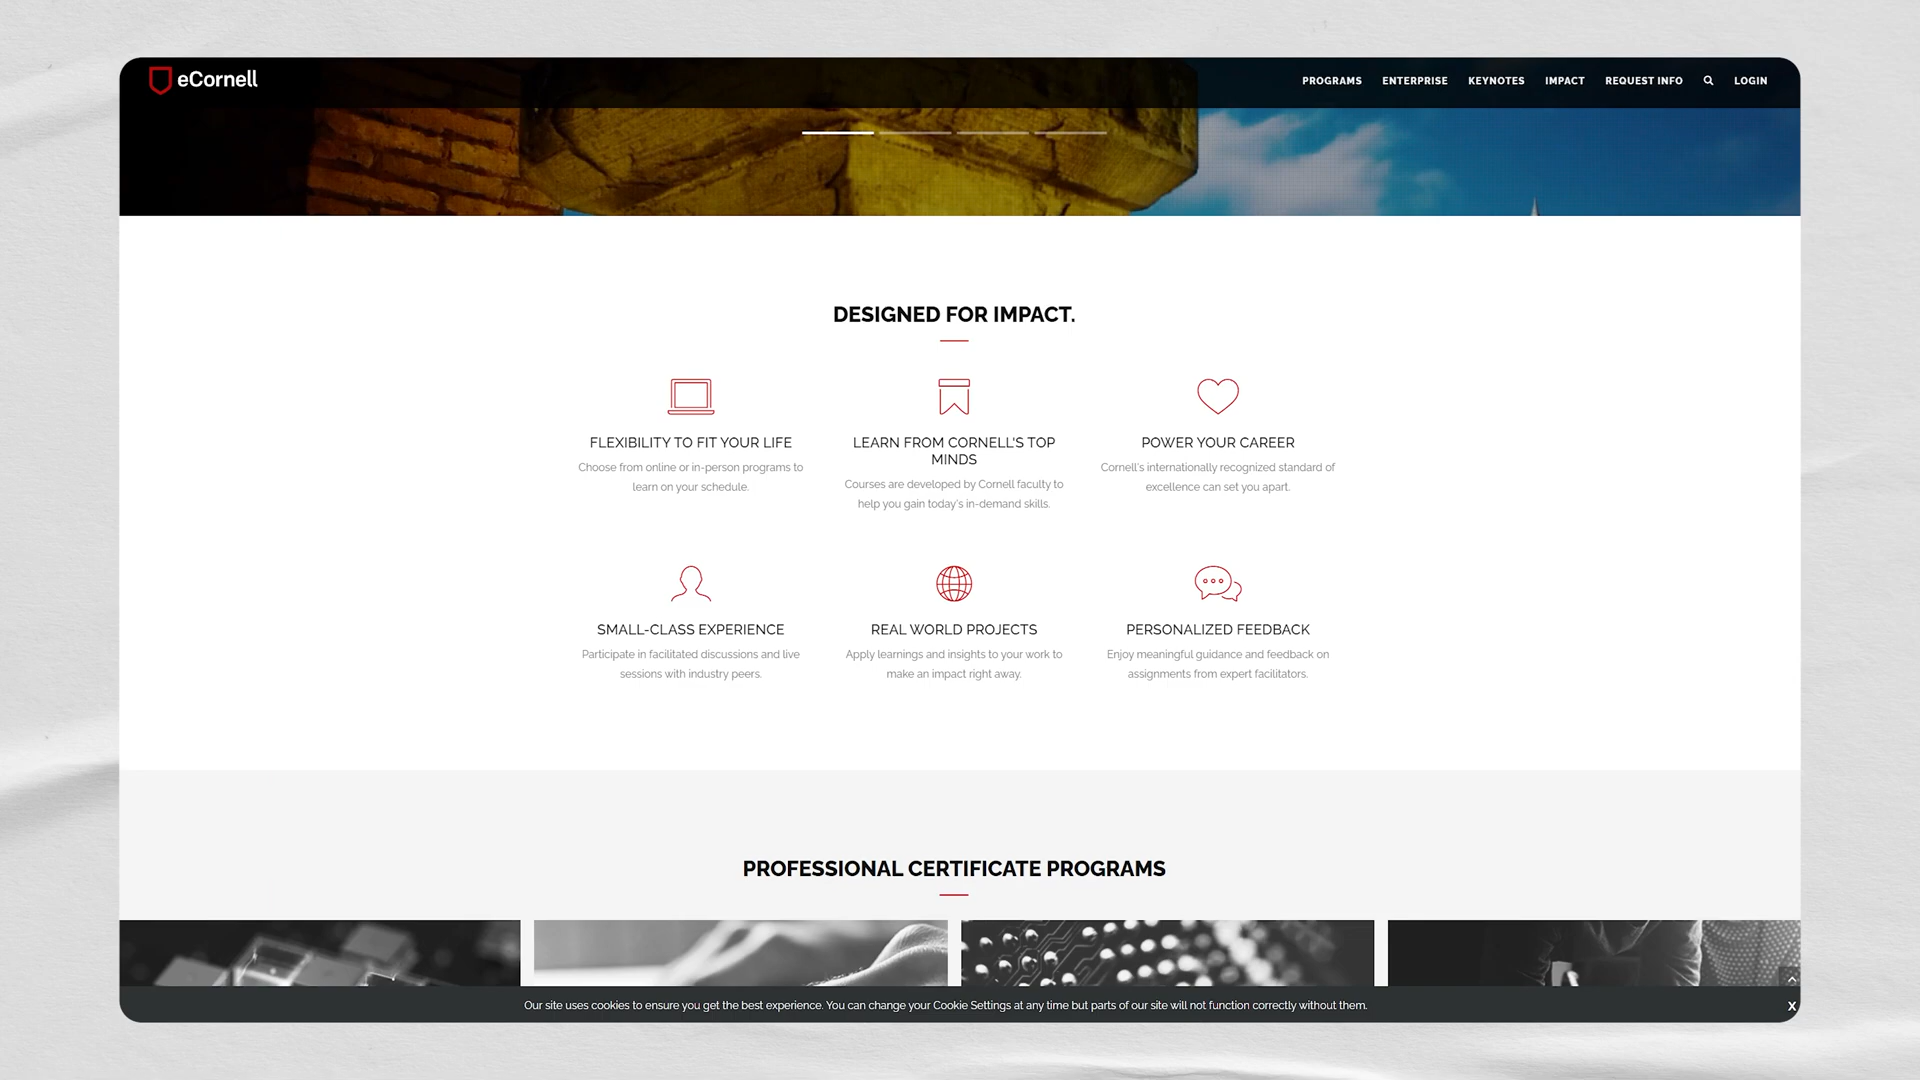 eCornell
PROGRAMS ENTERPRISE KEYNOTES IMPACT REQUEST INFO LOGIN
DESIGNED FOR IMPACT.
FLEXIBILITY TO FIT YOUR LIFE
Choose from online or in-person programs to
learn on your schedule.
LEARN FROM CORNELL'S TOP
MINDS
Courses are developed by Cornell faculty to
help you gain today's in-demand skills.
POWER YOUR CAREER
Cornell's internationally recognized standard of
excellence can set you apart.
SMALL-CLASS EXPERIENCE
Participate in facilitated discussions and live
sessions with industry peers.
REAL WORLD PROJECTS
Apply learnings and insights to your work to
make an impact right away.
PERSONALIZED FEEDBACK
Enjoy meaningful guidance and feedback on
assignments from expert facilitators.
PROFESSIONAL CERTIFICATE PROGRAMS
Our site uses cookies to ensure you get the best experience. You can change your Cookie Settings at any time but parts of our site will not function correctly without them.
X